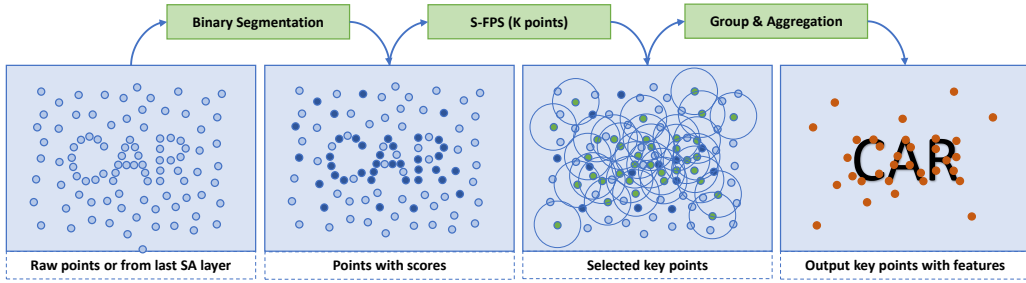 Binary Segmentation
S-FPS (K points)
Group & Aggregation
CAR
Raw points or from last SA layer
Points with scores
Selected key points
Output key points with features